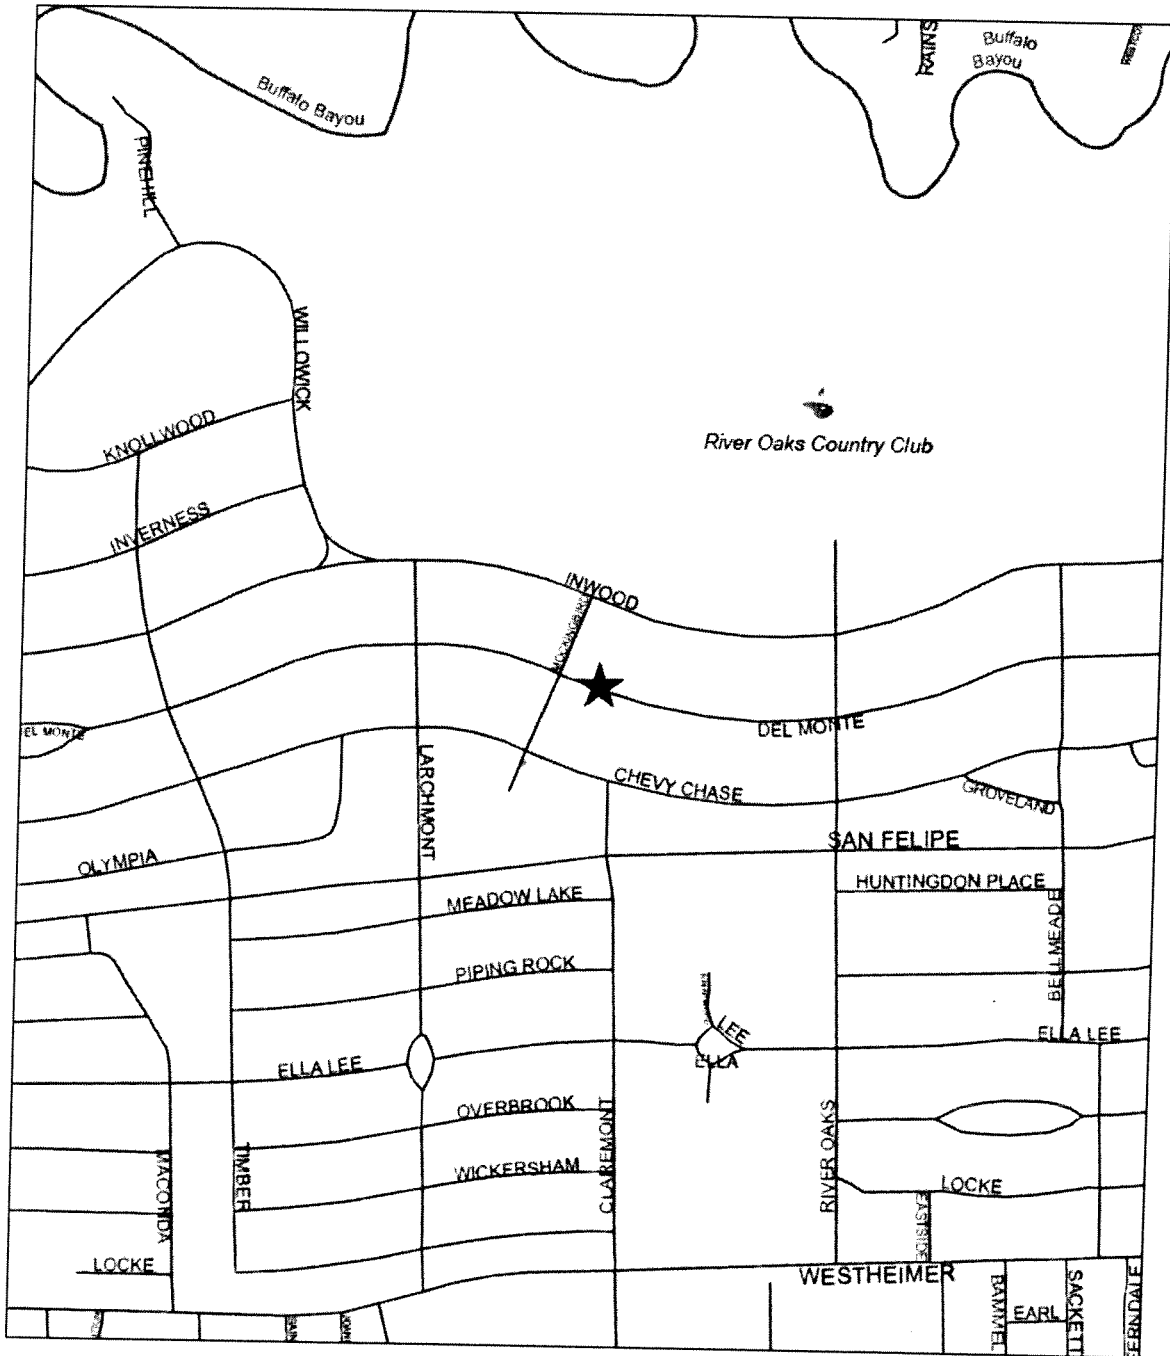 RAINS
Buffalo
Bayou
Buffalo Bayou
PINEHILL
WILLOWICK
KNOLLWOOD
River Oaks Country Club
INVERNESS
INWOOD
MOCKINGBIRD
DEL MONTE
EL MONTE
LARCHMONT
CHEVY CHASE
GROVELAND
SAN FELIPE
OLYMPIA
HUNTINGDON PLACE
MEADOW LAKE
BELLMEADE
PIPING ROCK
LEE
ELLA LEE
ELLA
ELLA LEE
OVERBROOK
CLAREMONT
RIVER OAKS
MACONDA
TIMBER
WICKERSHAM
LOCKE
EASTSIDE
LOCKE
WESTHEIMER
BAMMEL
SACKETT
FERNDALE
EARL